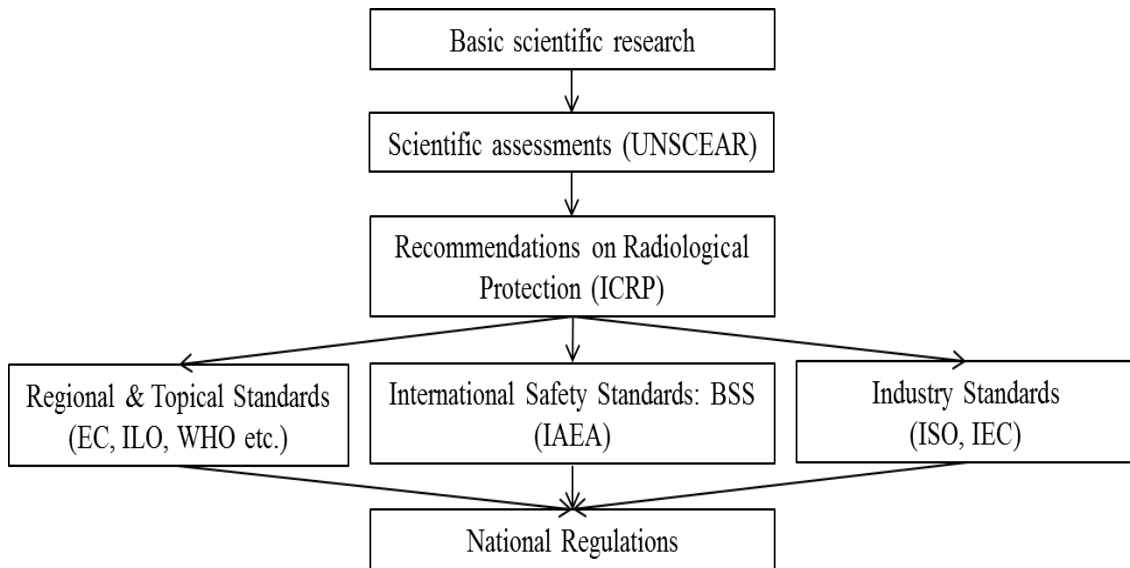 Basic scientific research
Scientific assessments (UNSCEAR)
Recommendations on Radiological
Protection (ICRP)
Regional & Topical Standards
(EC, ILO, WHO etc.)
International Safety Standards: BSS
(IAEA)
Industry Standards
(ISO, IEC)
National Regulations